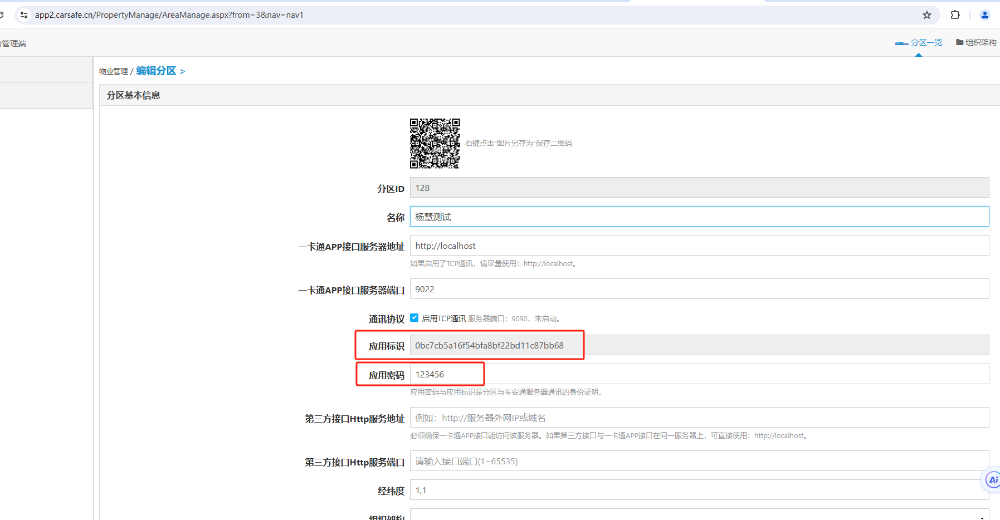 app2.carsafe.cn/PropertyManage/AreaManage.aspx?from=3&nav=nav1
管理端
分区一览
组织架构
物业管理 / 编辑分区 >
分区基本信息
右键点击“图片另存为”保存二维码
分区ID 128
名称 杨慧测试
一卡通APP接口服务器地址 http://localhost
如果启用了TCP通讯，请尽量使用：http://localhost。
一卡通APP接口服务器端口 9022
通讯协议 启用TCP通讯 服务器端口：9090，未启动。
应用标识 0bc7cb5a16f54bfa8bf22bd11c87bb68
应用密码 123456
应用密码与应用标识是分区与车安通服务器通讯的身份证明。
第三方接口Http服务地址 例如：http://服务器外网IP或域名
必须确保一卡通APP接口能访问该服务器。如果第三方接口与一卡通APP接口在同一服务器上，可直接使用：http://localhost。
第三方接口Http服务端口 请输入接口端口(1~65535)
Ai
经纬度 1,1
组织架构